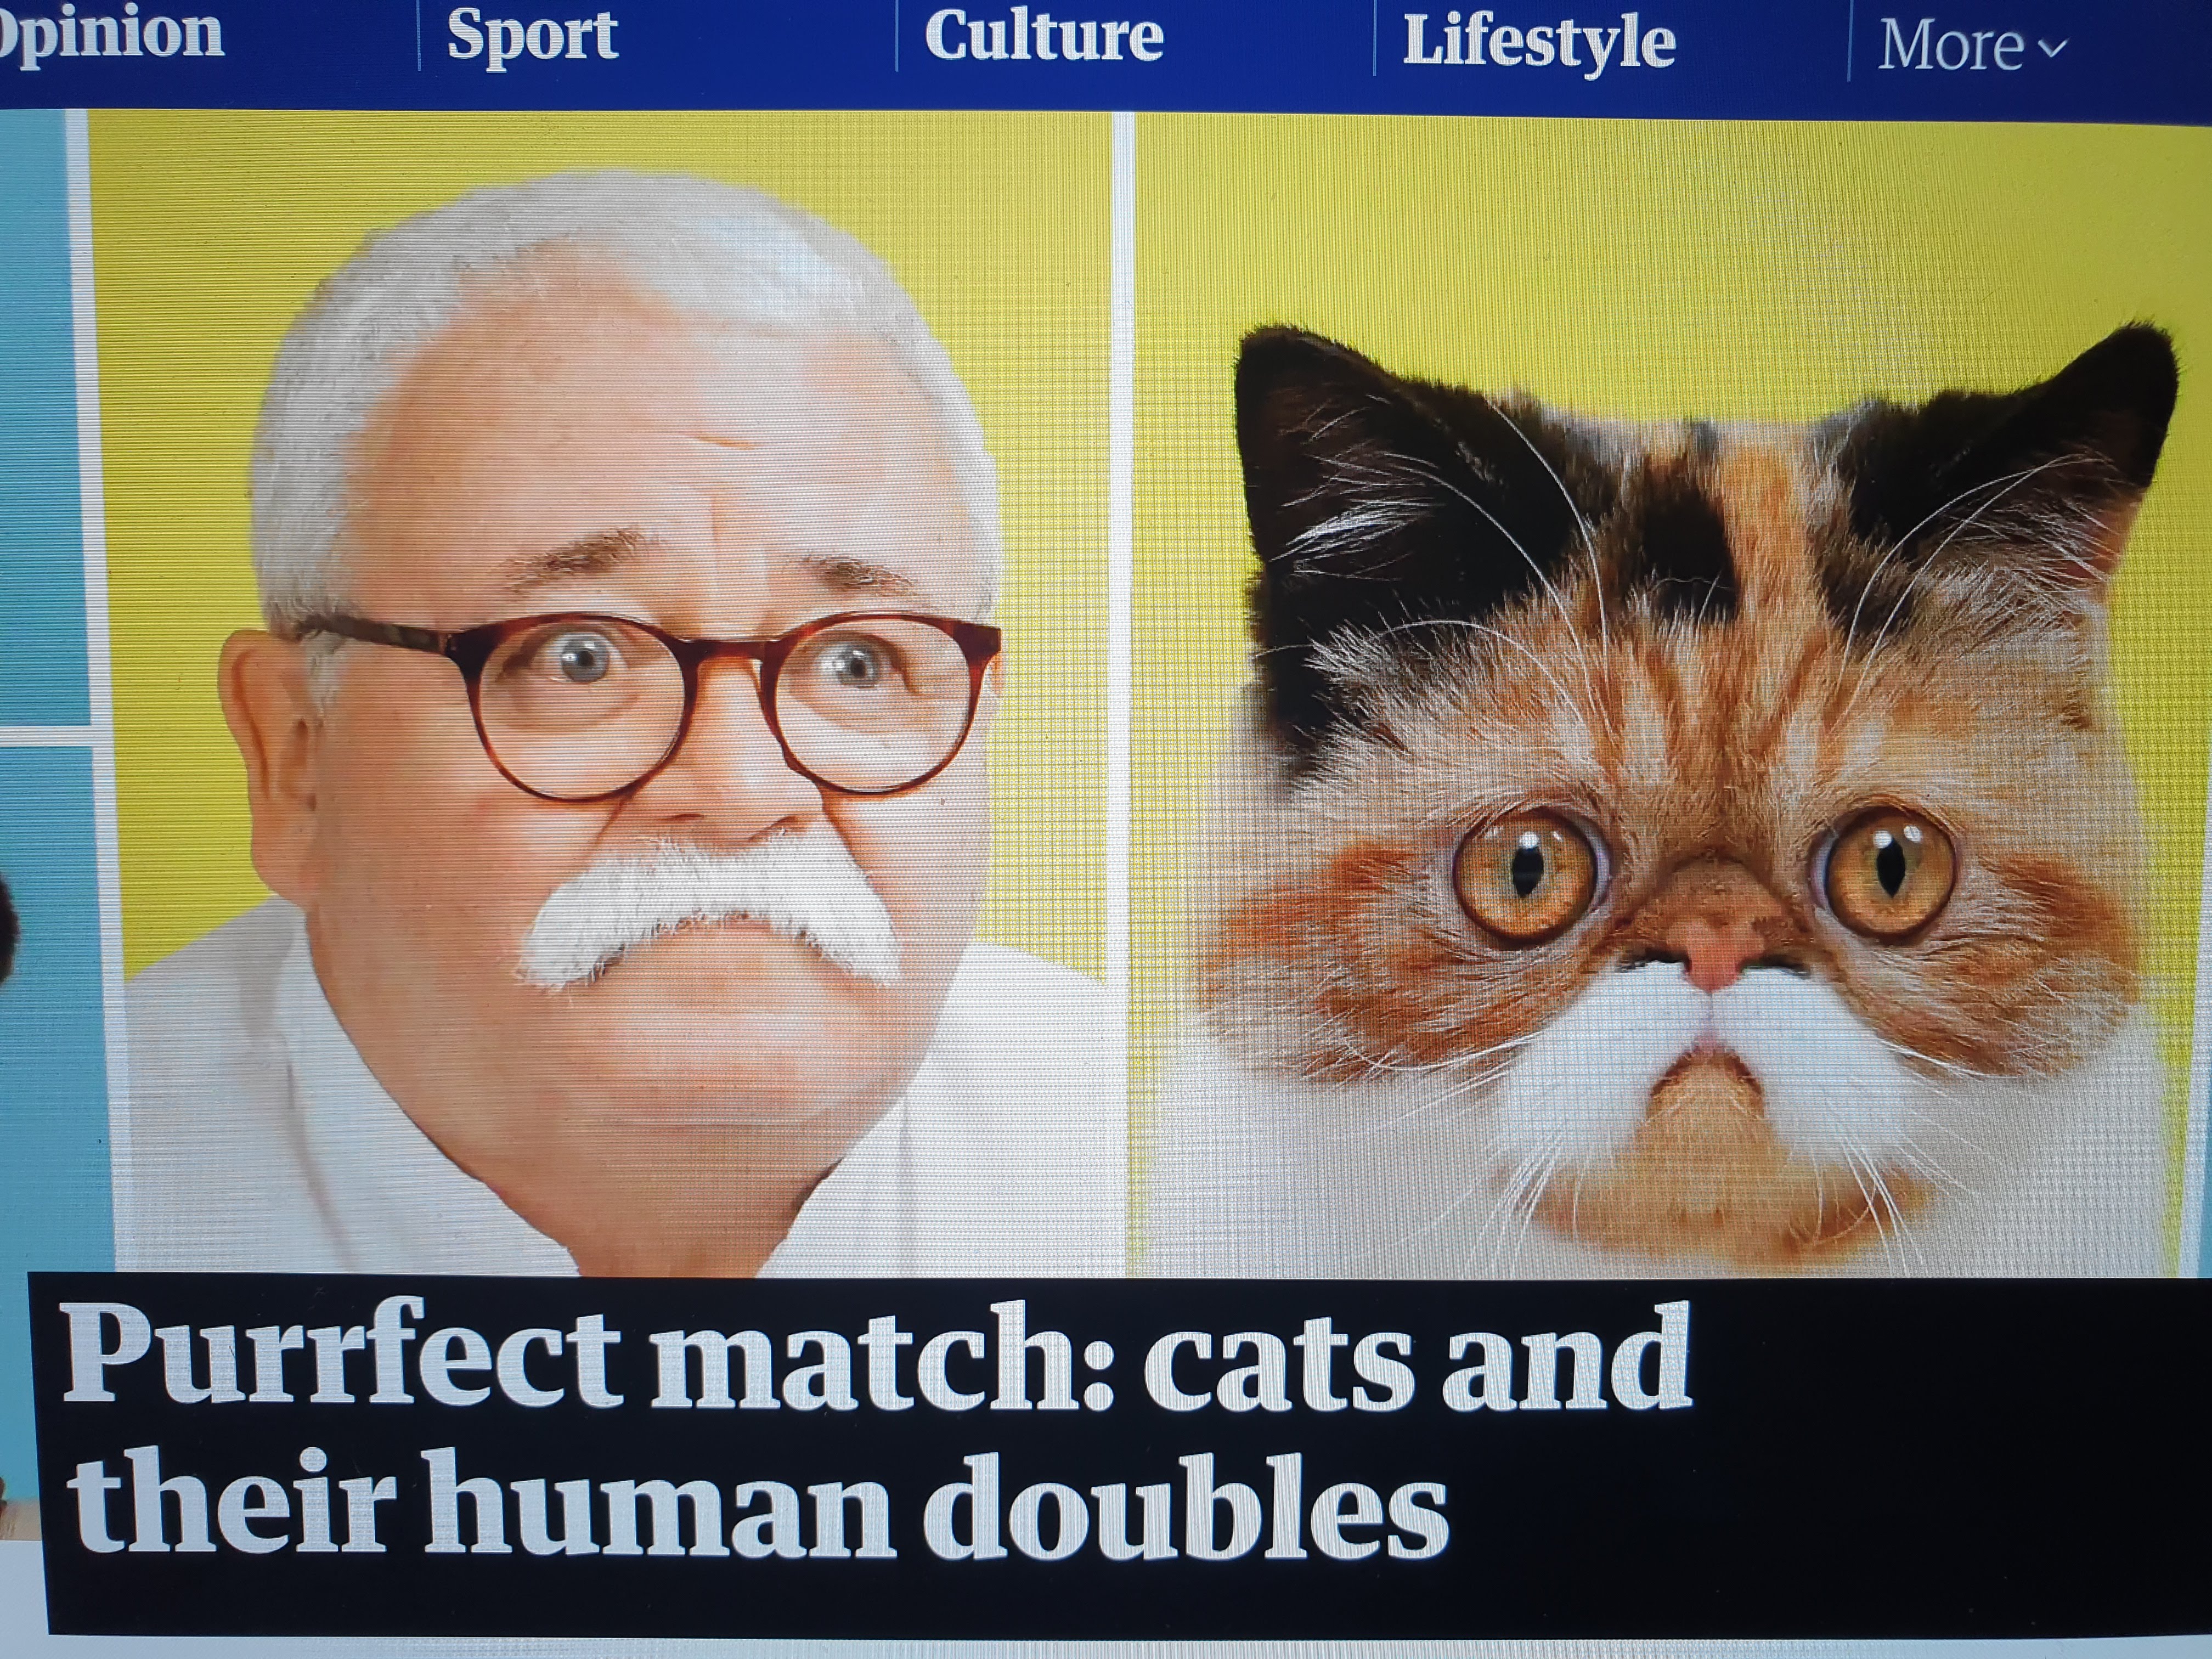 Opinion
Sport
Culture
Lifestyle
More
Purrfect match: cats and
their human doubles